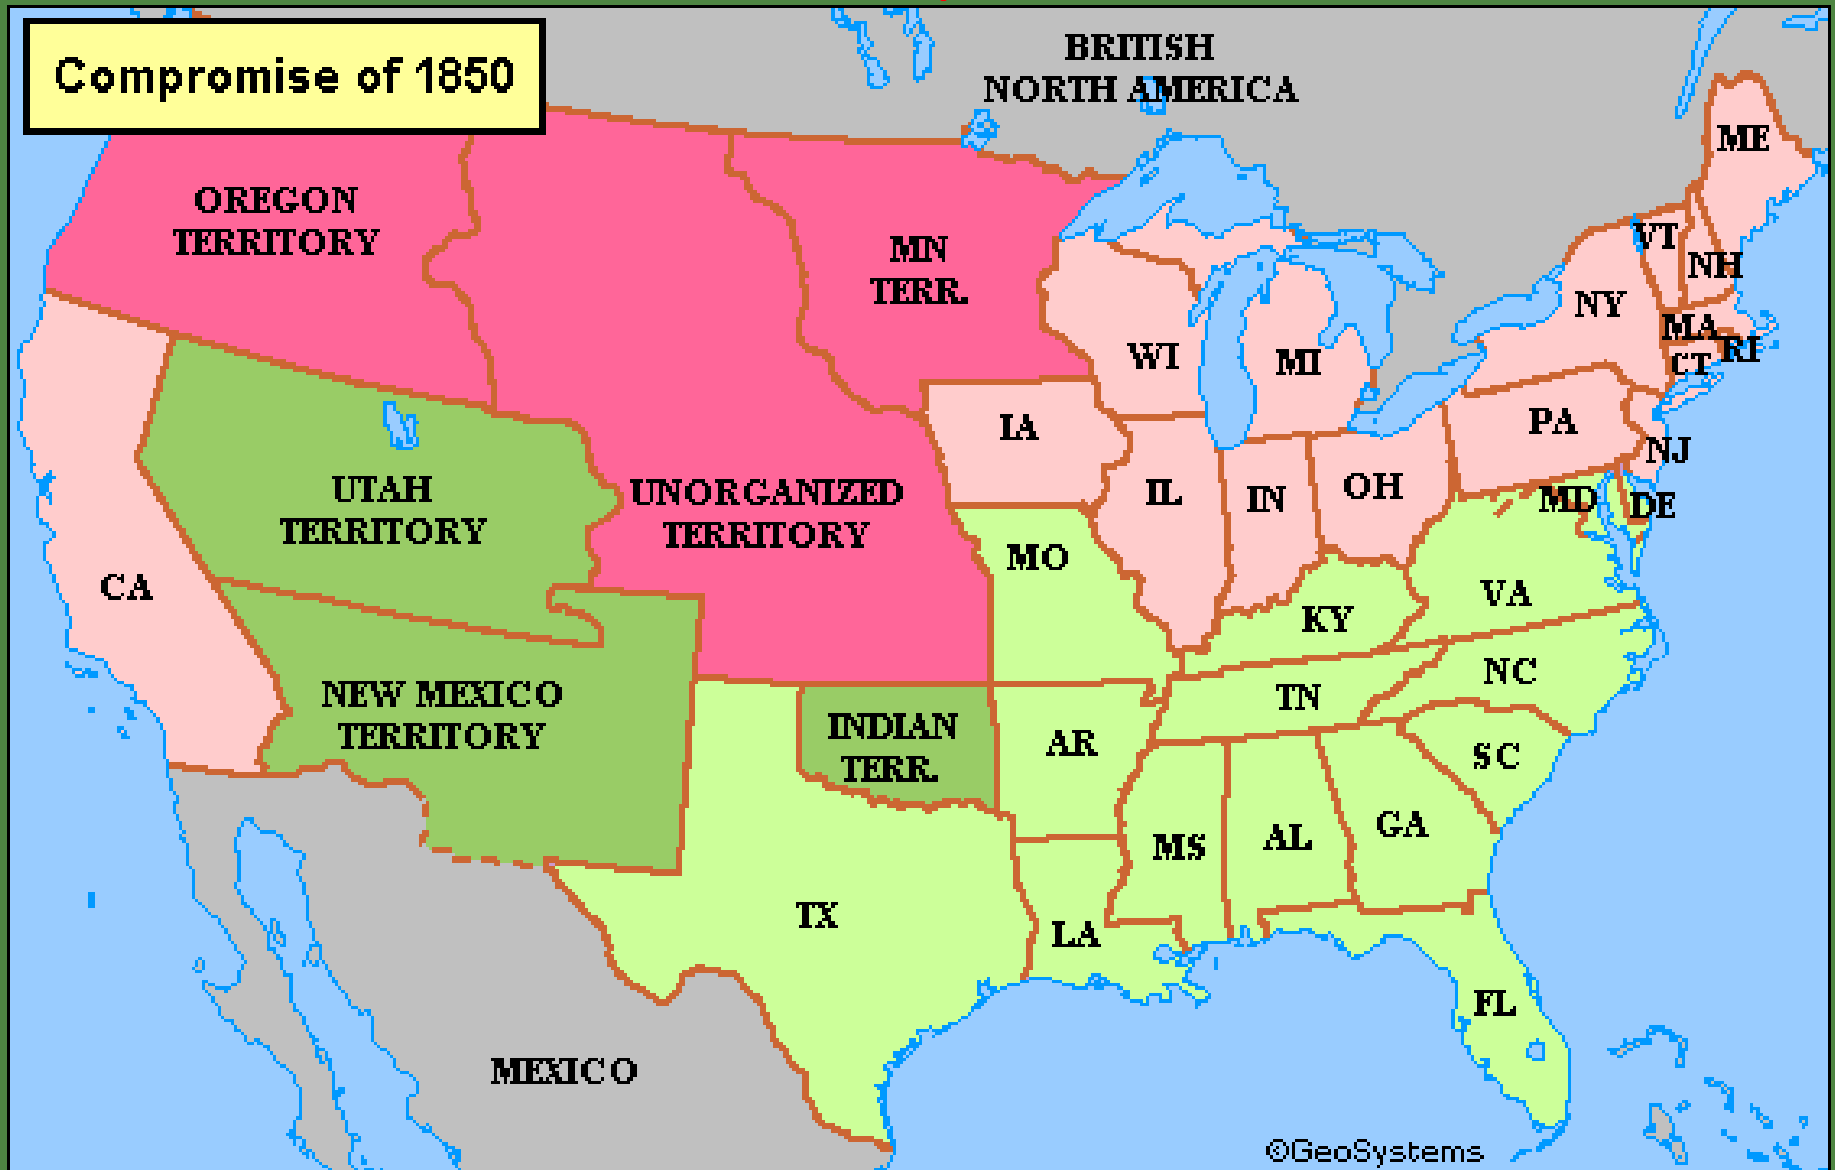 Compromise of 1850
BRITISH
NORTH AMERICA
ME
OREGON
TERRITORY
VT
MN
TERR.
NH
NY
MA
RI
WI
MI
CT
IA
PA
NJ
UTAH
TERRITORY
UNORGANIZED
TERRITORY
IL
IN
OH
MD
DE
MO
CA
VA
KY
NC
NEW MEXICO
TERRITORY
TN
INDIAN
TERR.
AR
SC
GA
MS
AL
TX
LA
FL
MEXICO
©GeoSystems